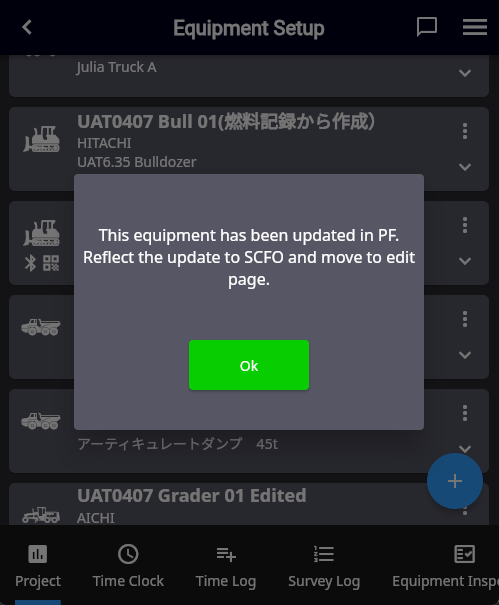 Equipment Setup
Julia Truck A
UAT0407 Bull 01(燃料記録から作成）
HITACHI
UAT6.35 Bulldozer
This equipment has been updated in PF.
Reflect the update to SCFO and move to edit
page.
Ok
アーティキュレートダンプ　45t
UAT0407 Grader 01 Edited
AICHI
Project
Time Clock
Time Log
Survey Log
Equipment Inspe